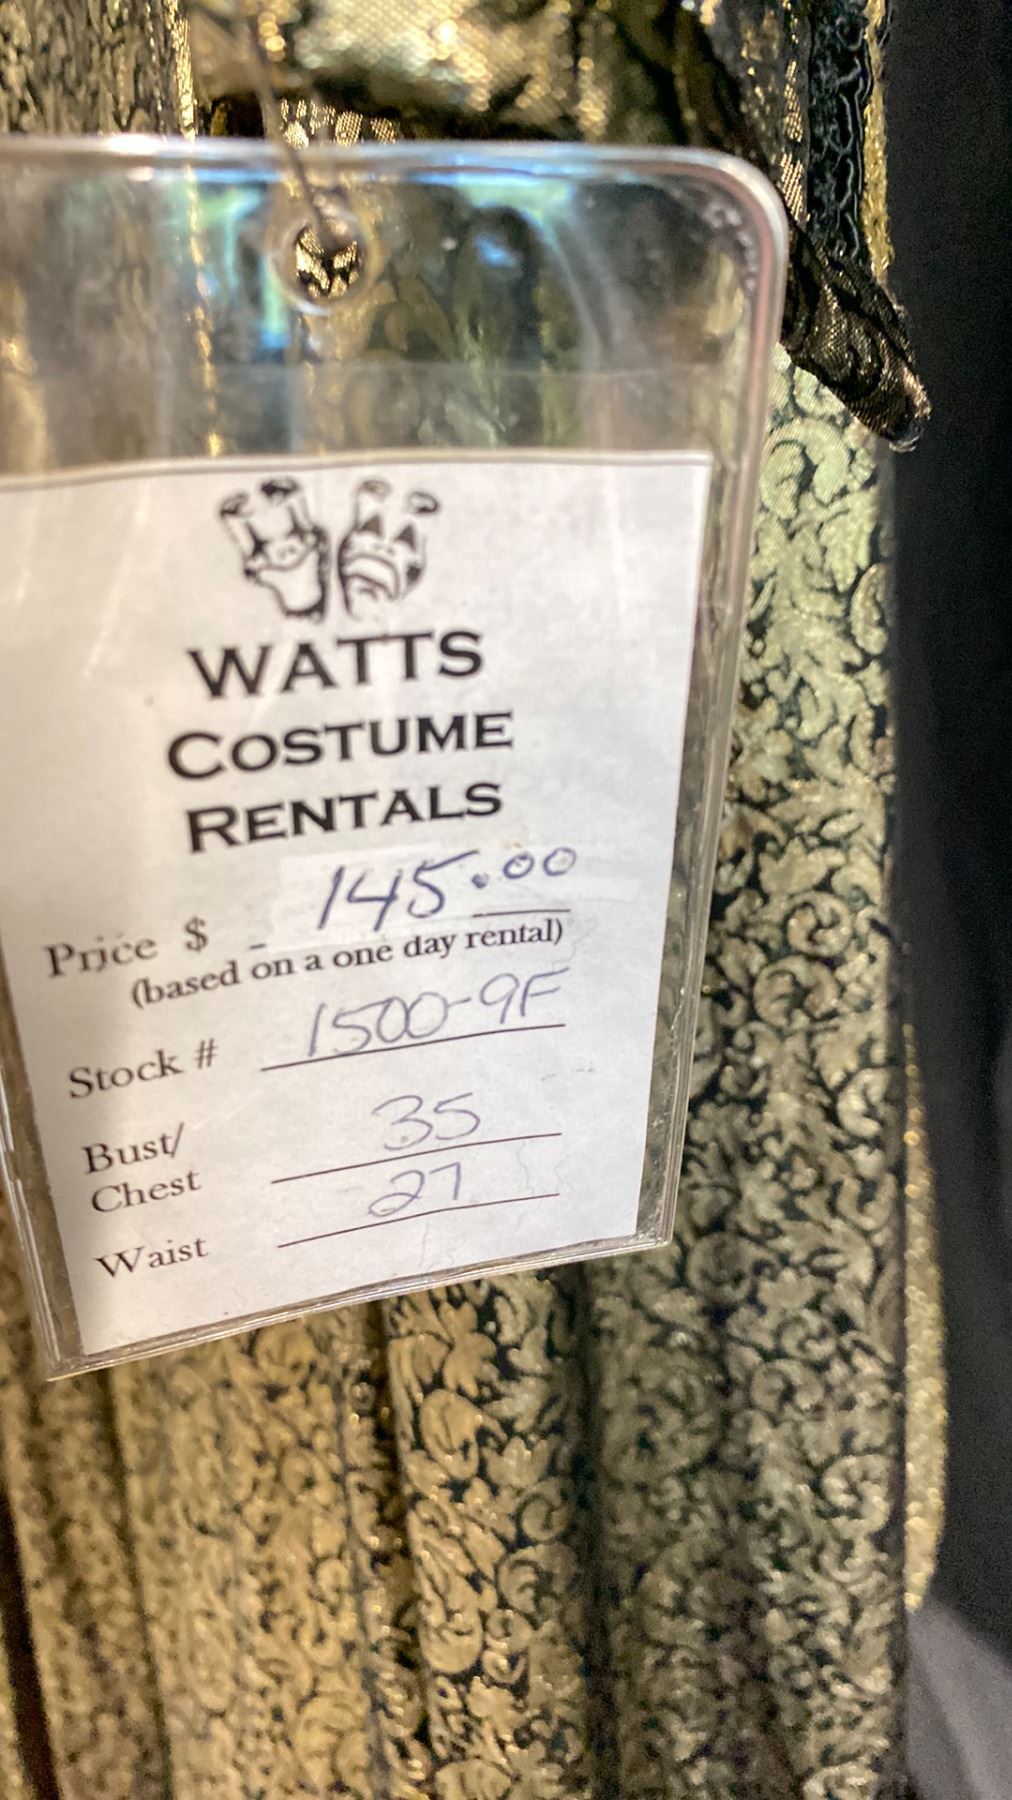 WATTS
COSTUME
RENTALS
Price $ 145.00
(based on a one day rental)
Stock # 1500-9F
Bust/ 35
Chest
Waist 27